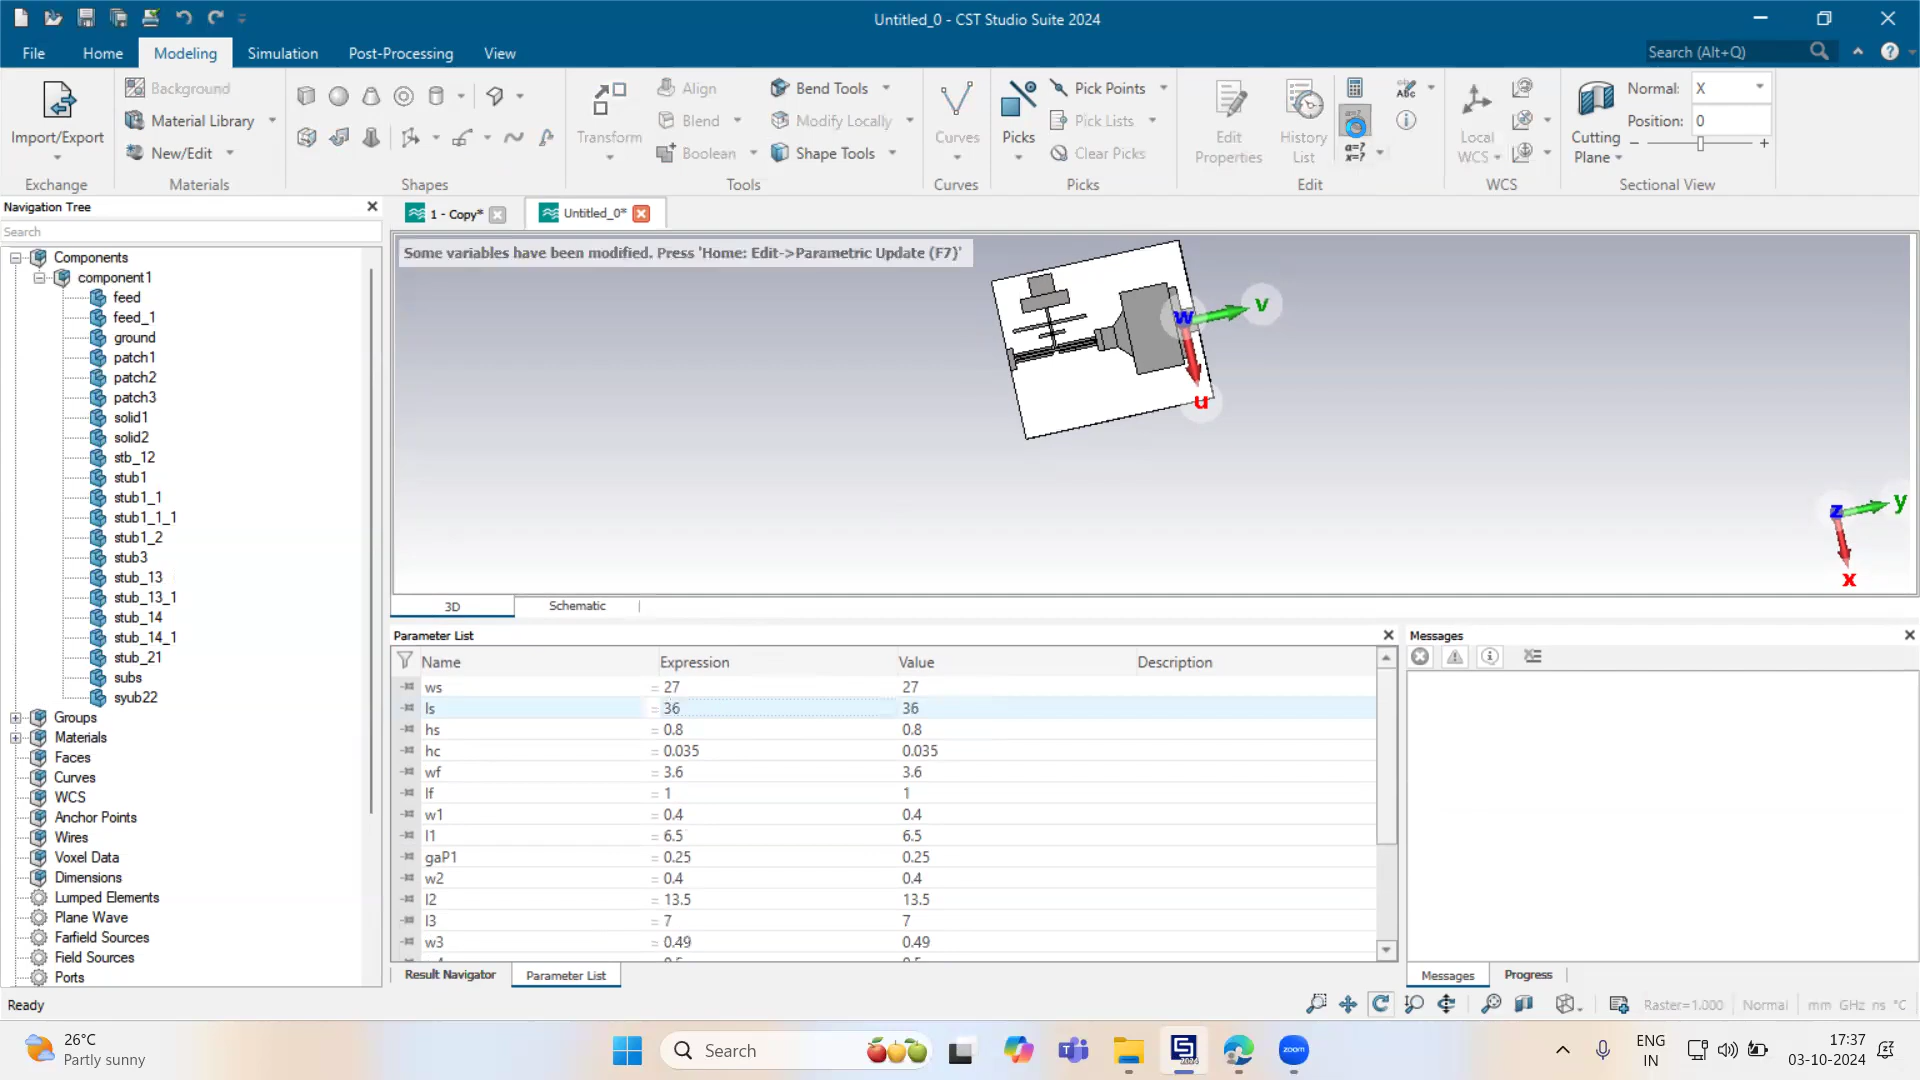 Untitled_0 - CST Studio Suite 2024
File Home Modeling Simulation Post-Processing View
Search (Alt+Q)
Import/Export
Exchange
Background
Material Library
New/Edit
Materials
Shapes
Transform
Align
Blend
Boolean
Bend Tools
Modify Locally
Shape Tools
Tools
Curves
Curves
Picks
Pick Points
Pick Lists
Clear Picks
Picks
Edit
Properties
History
List
Edit
Local
WCS
WCS
Cutting
Plane
Normal: X
Position: 0
Sectional View
Navigation Tree
Search
Components
component1
feed
feed_1
ground
patch1
patch2
patch3
solid1
solid2
stb_12
stub1
stub1_1
stub1_1_1
stub1_2
stub3
stub_13
stub_13_1
stub_14
stub_14_1
stub_21
subs
syub22
Groups
Materials
Faces
Curves
WCS
Anchor Points
Wires
Voxel Data
Dimensions
Lumped Elements
Plane Wave
Farfield Sources
Field Sources
Ports
1 - Copy*
Untitled_0*
Some variables have been modified. Press 'Home: Edit->Parametric Update (F7)'
w
v
u
z
y
x
3D Schematic
Parameter List
Name Expression Value Description
ws = 27 27
ls = 36 36
hs = 0.8 0.8
hc = 0.035 0.035
wf = 3.6 3.6
lf = 1 1
w1 = 0.4 0.4
l1 = 6.5 6.5
gaP1 = 0.25 0.25
w2 = 0.4 0.4
l2 = 13.5 13.5
l3 = 7 7
w3 = 0.49 0.49
Result Navigator Parameter List
Messages
Messages Progress
Ready
Raster=1.000 Normal mm GHz ns °C
26°C
Partly sunny
Search
zoom
ENG
IN
17:37
03-10-2024